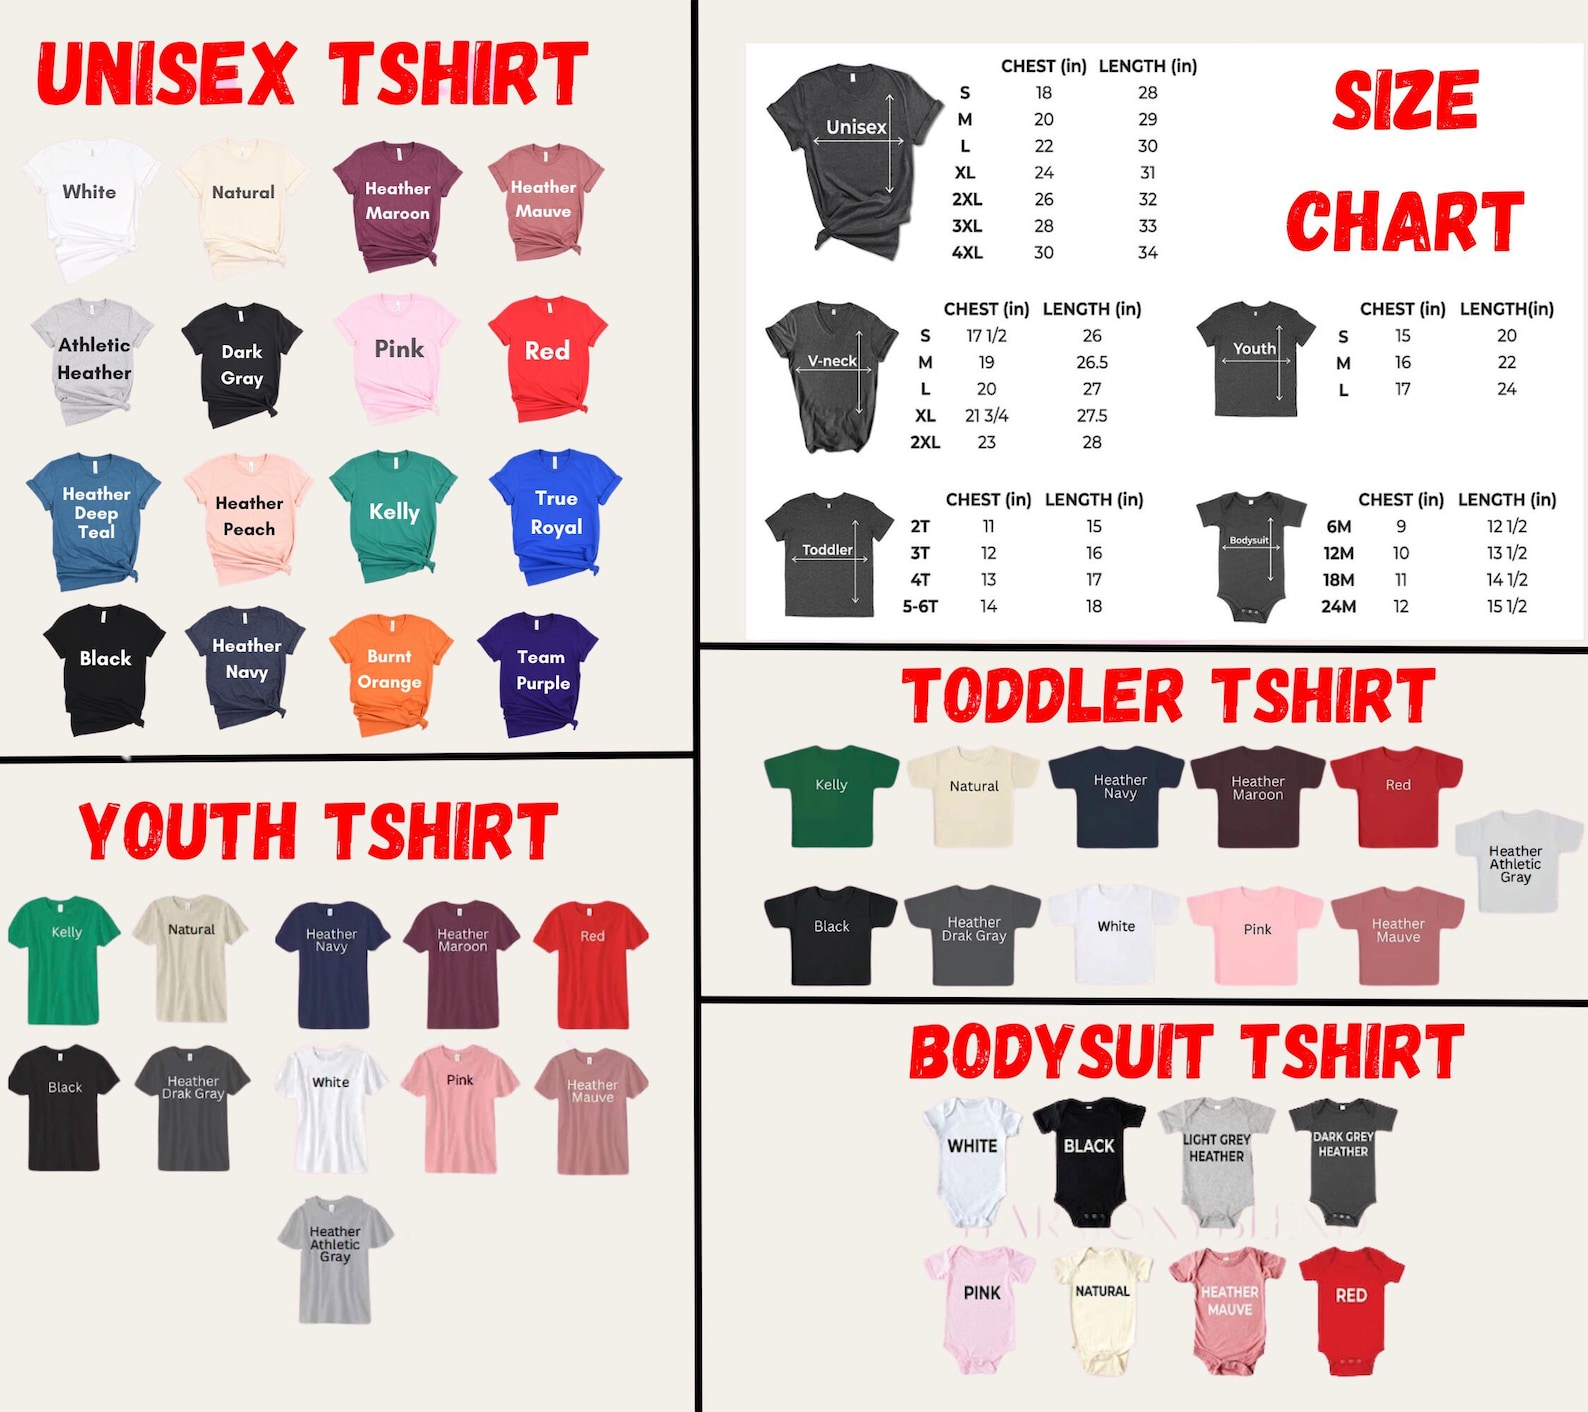 UNISEX TSHIRT
White
Natural
Heather
Maroon
Heather
Mauve
Athletic
Heather
Dark
Gray
Pink
Red
Heather
Deep
Teal
Heather
Peach
Kelly
True
Royal
Black
Heather
Navy
Burnt
Orange
Team
Purple
SIZE
CHART
Unisex
CHEST (in) LENGTH (in)
S 18 28
M 20 29
L 22 30
XL 24 31
2XL 26 32
3XL 28 33
4XL 30 34
V-neck
CHEST (in) LENGTH (in)
S 17 1/2 26
M 19 26.5
L 20 27
XL 21 3/4 27.5
2XL 23 28
Youth
CHEST (in) LENGTH(in)
S 15 20
M 16 22
L 17 24
Toddler
CHEST (in) LENGTH (in)
2T 11 15
3T 12 16
4T 13 17
5-6T 14 18
Bodysuit
CHEST (in) LENGTH (in)
6M 9 12 1/2
12M 10 13 1/2
18M 11 14 1/2
24M 12 15 1/2
YOUTH TSHIRT
Kelly
Natural
Heather
Navy
Heather
Maroon
Red
Black
Heather
Drak Gray
White
Pink
Heather
Mauve
Heather
Athletic
Gray
TODDLER TSHIRT
Kelly
Natural
Heather
Navy
Heather
Maroon
Red
Heather
Athletic
Gray
Black
Heather
Drak Gray
White
Pink
Heather
Mauve
BODYSUIT TSHIRT
WHITE
BLACK
LIGHT GREY
HEATHER
DARK GREY
HEATHER
PINK
NATURAL
HEATHER
MAUVE
RED